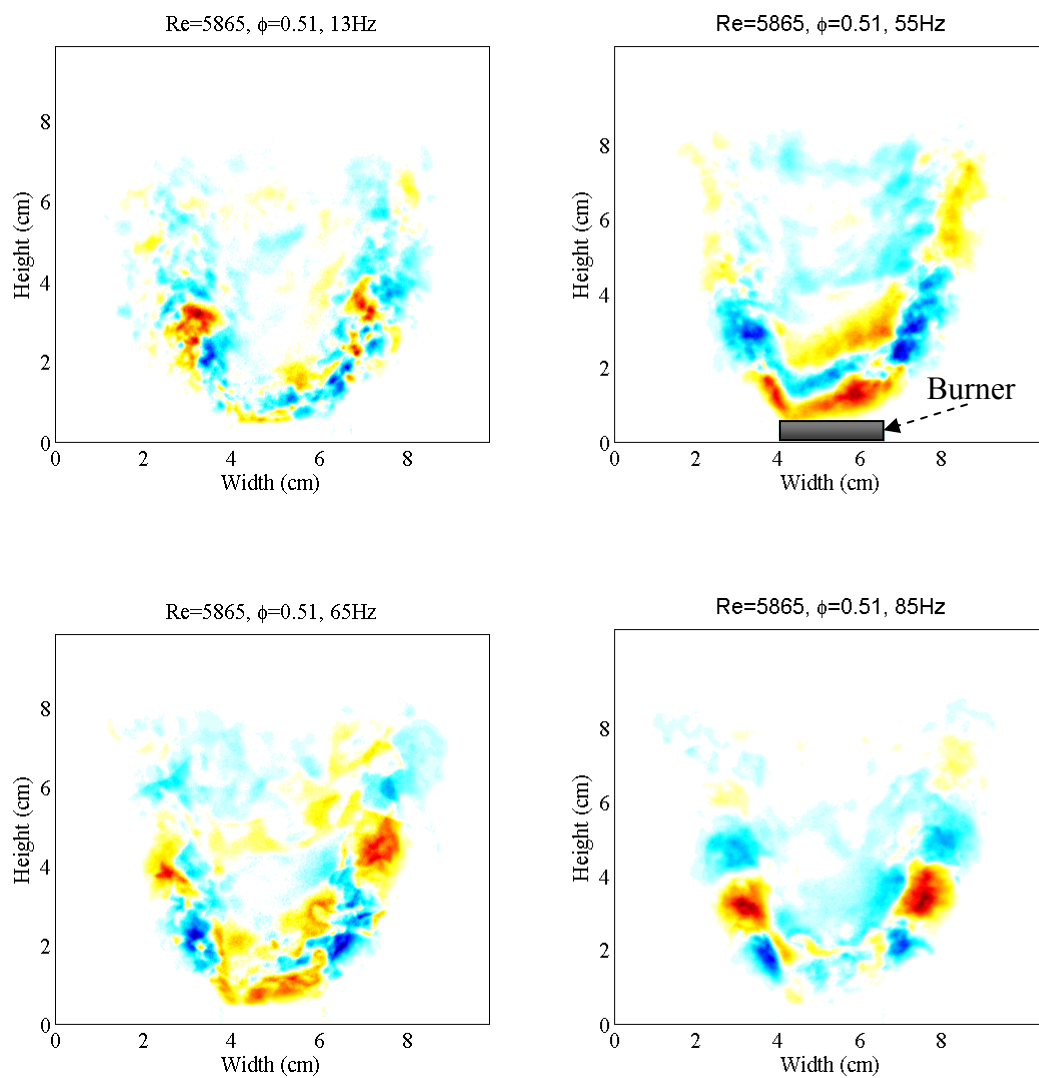 Re=5865, ϕ=0.51, 13Hz
Height (cm)
8
6
4
2
0
0 2 4 6 8
Width (cm)
Re=5865, ϕ=0.51, 55Hz
Height (cm)
8
6
4
2
0
Burner
0 2 4 6 8
Width (cm)
Re=5865, ϕ=0.51, 65Hz
Height (cm)
8
6
4
2
0
0 2 4 6 8
Width (cm)
Re=5865, ϕ=0.51, 85Hz
Height (cm)
8
6
4
2
0
0 2 4 6 8
Width (cm)